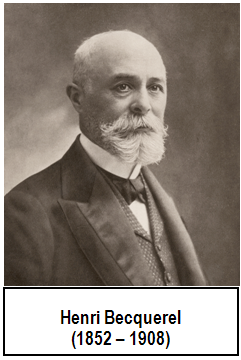 Henri Becquerel
(1852 – 1908)